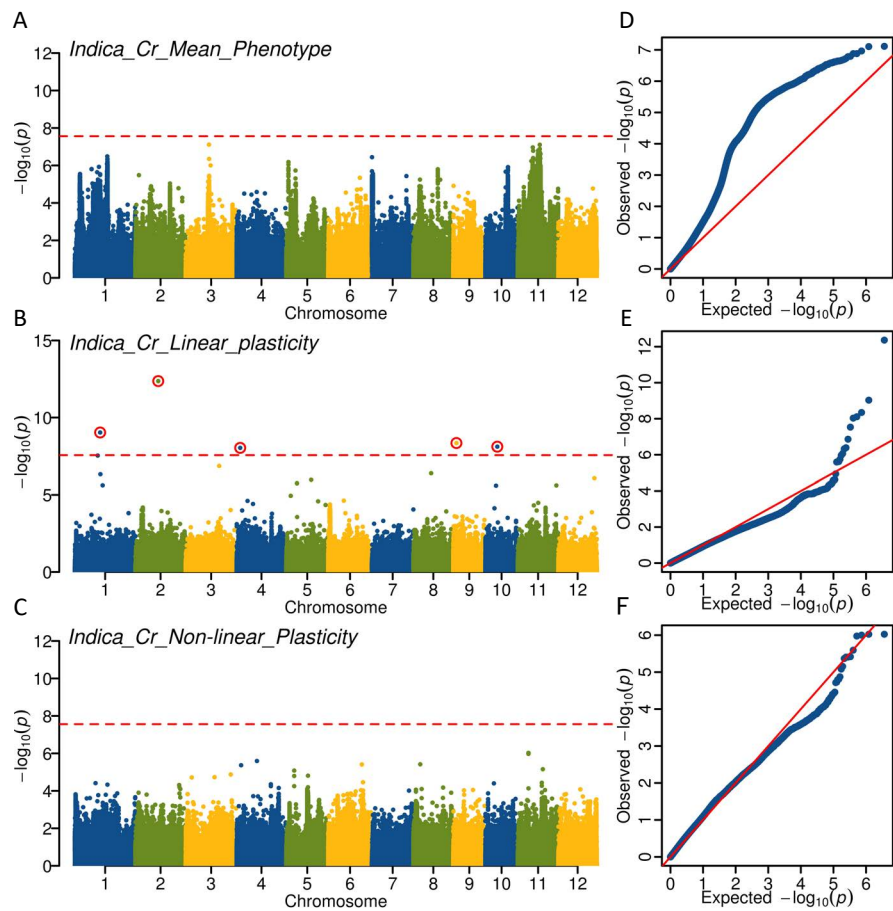 A
Indica_Cr_Mean_Phenotype
12
10
8
6
4
2
0
−log10(p)
1 2 3 4 5 6 7 8 9 10 11 12
Chromosome
D
7
6
5
4
3
2
1
0
Observed −log10(p)
0 1 2 3 4 5 6
Expected −log10(p)
B
Indica_Cr_Linear_plasticity
15
10
5
0
−log10(p)
1 2 3 4 5 6 7 8 9 10 11 12
Chromosome
E
12
10
8
6
4
2
0
Observed −log10(p)
0 1 2 3 4 5 6
Expected −log10(p)
C
Indica_Cr_Non-linear_Plasticity
12
10
8
6
4
2
0
−log10(p)
1 2 3 4 5 6 7 8 9 10 11 12
Chromosome
F
6
5
4
3
2
1
0
Observed −log10(p)
0 1 2 3 4 5 6
Expected −log10(p)